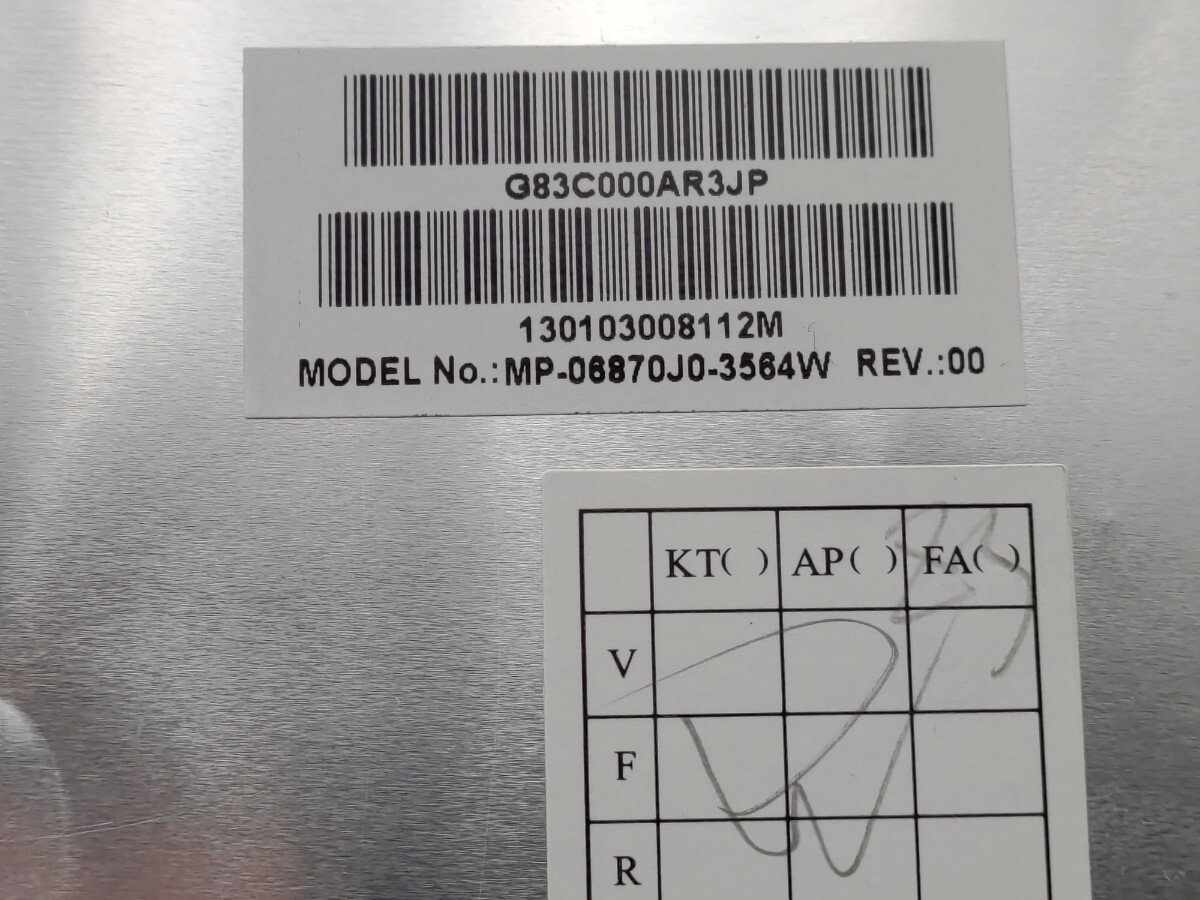 G83C000AR3JP
130103008112M
MODEL No.:MP-06870J0-3564W REV.:00
KT( ) AP( ) FA( )
V
F
R